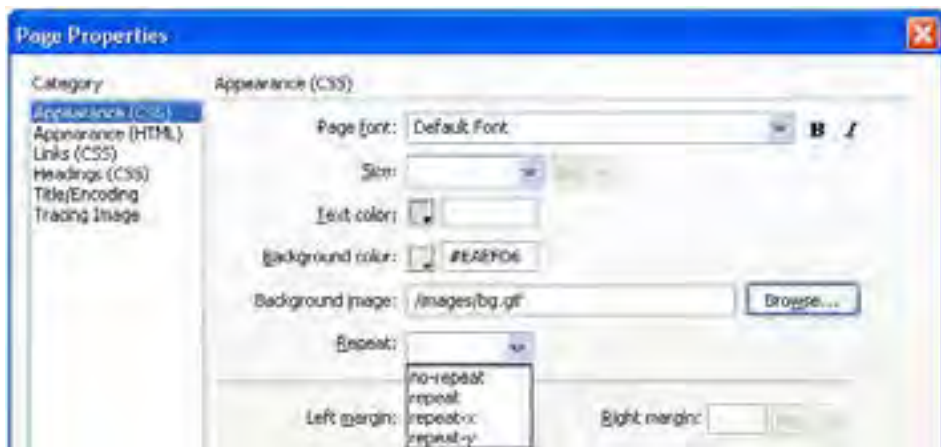 Page Properties
Category
Appearance (CSS)
Appearance (CSS)
Appearance (HTML)
Links (CSS)
Headings (CSS)
Title/Encoding
Tracing Image
Page font: Default Font B I
Size:
Text color:
Background color: #EAEFD6
Background image: /images/bg.gif Browse...
Repeat:
no-repeat
repeat
repeat-x
repeat-y
Left margin:
Right margin: